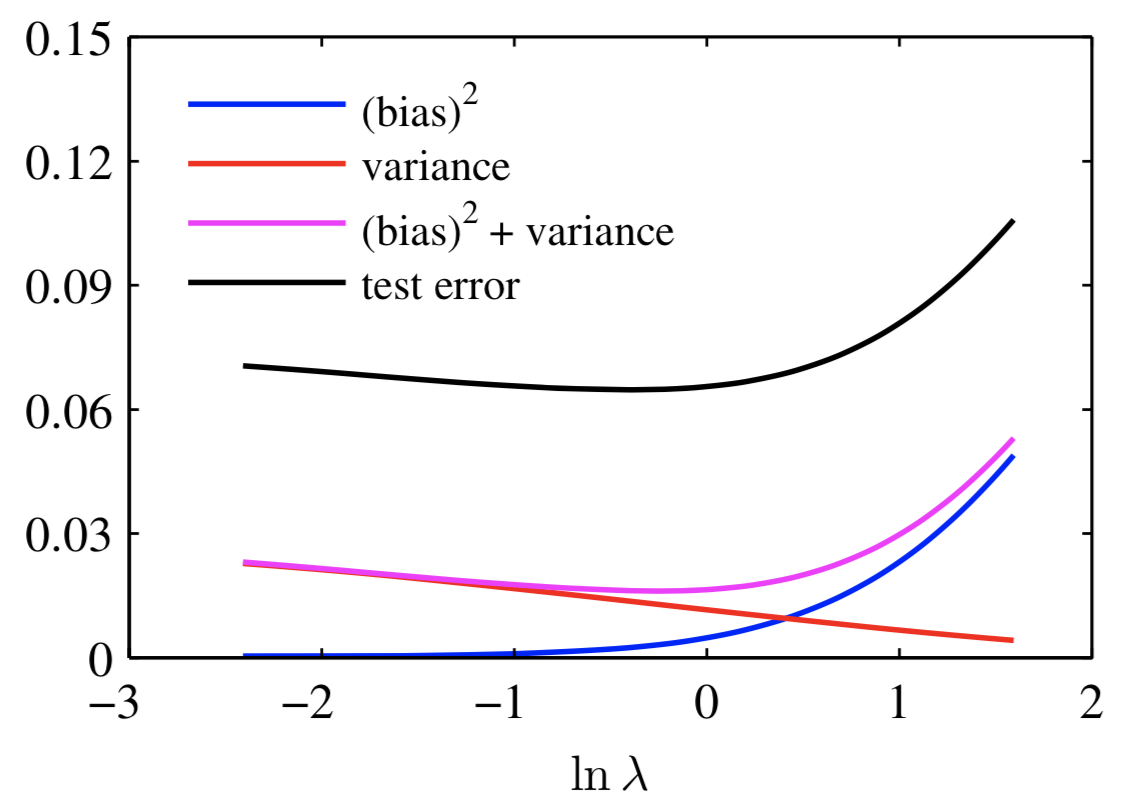 0.15
(bias)²
0.12
variance
(bias)² + variance
0.09
test error
0.06
0.03
0
−3 −2 −1 0 1 2
ln λ